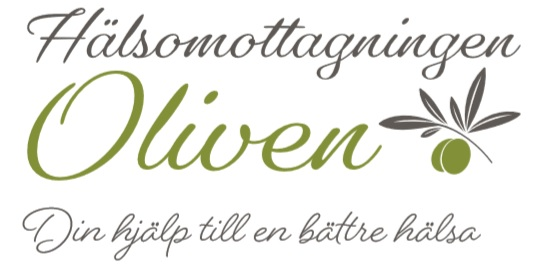 Hälsomottagningen
Oliven
Din hjälp till en bättre hälsa